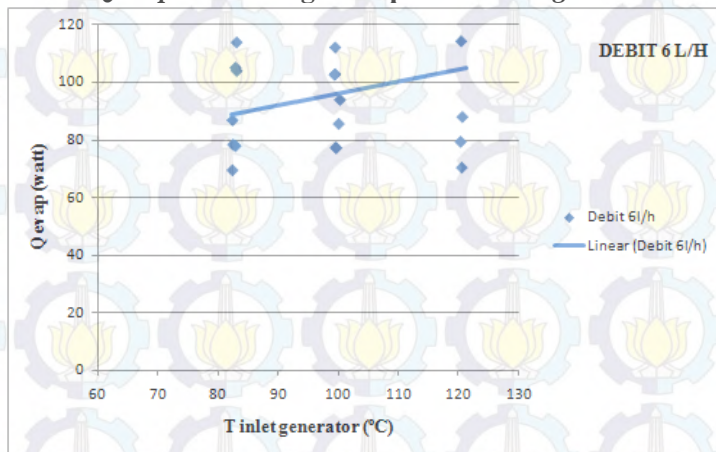 DEBIT 6 L/H
120
100
80
60
40
20
0
Q evap (watt)
60 70 80 90 100 110 120 130
T inlet generator (°C)
Debit 6l/h
Linear (Debit 6l/h)